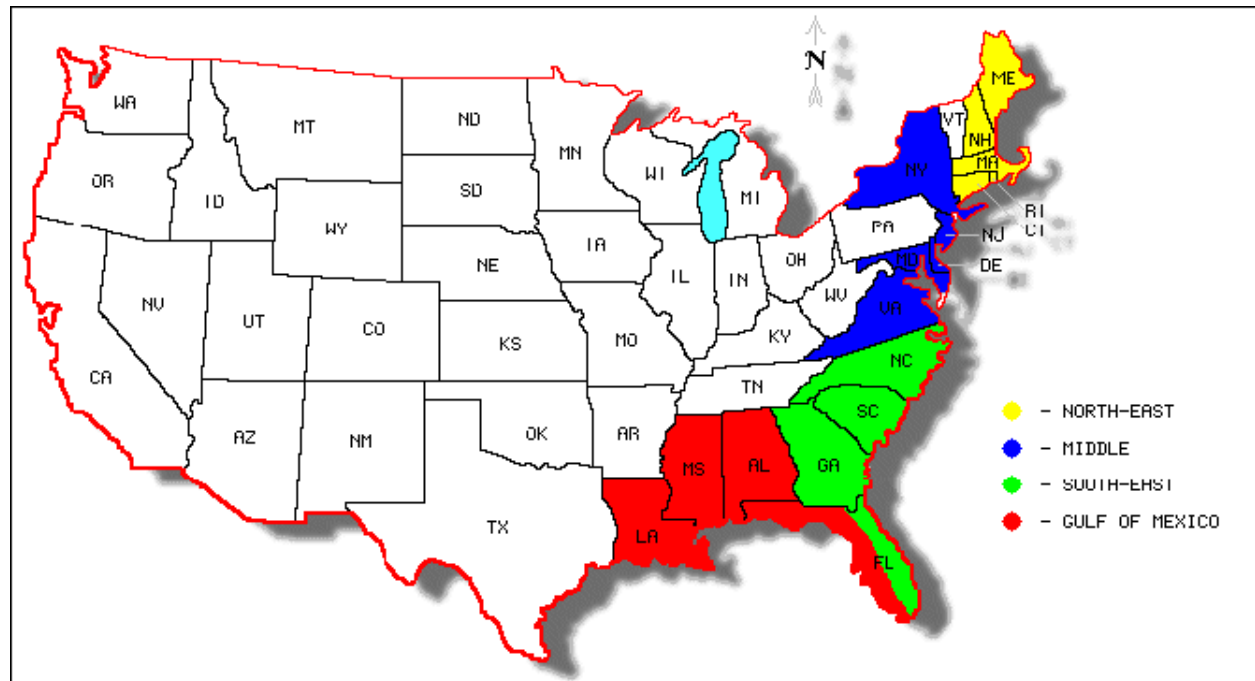 N
ME
WA
VT
MT
ND
MN
NH
MA
OR
ID
SD
WI
MI
NY
RI
CT
WY
PA
NJ
IA
NE
OH
MD
DE
IL
IN
NV
UT
WV
VA
CO
KS
MO
KY
CA
NC
TN
SC
AZ
NM
OK
AR
MS
AL
GA
TX
LA
FL
- NORTH-EAST
- MIDDLE
- SOUTH-EAST
- GULF OF MEXICO